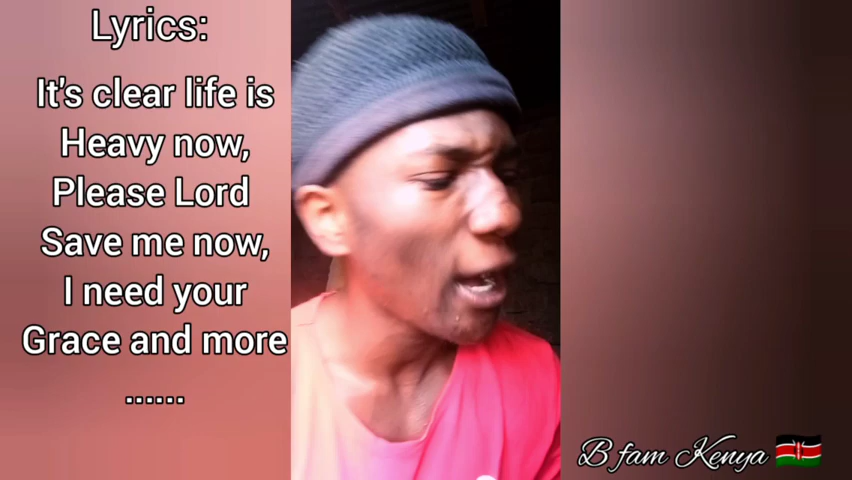 Lyrics:
It's clear life is
Heavy now,
Please Lord
Save me now,
I need your
Grace and more
......
B fam Kenya 🇰🇪